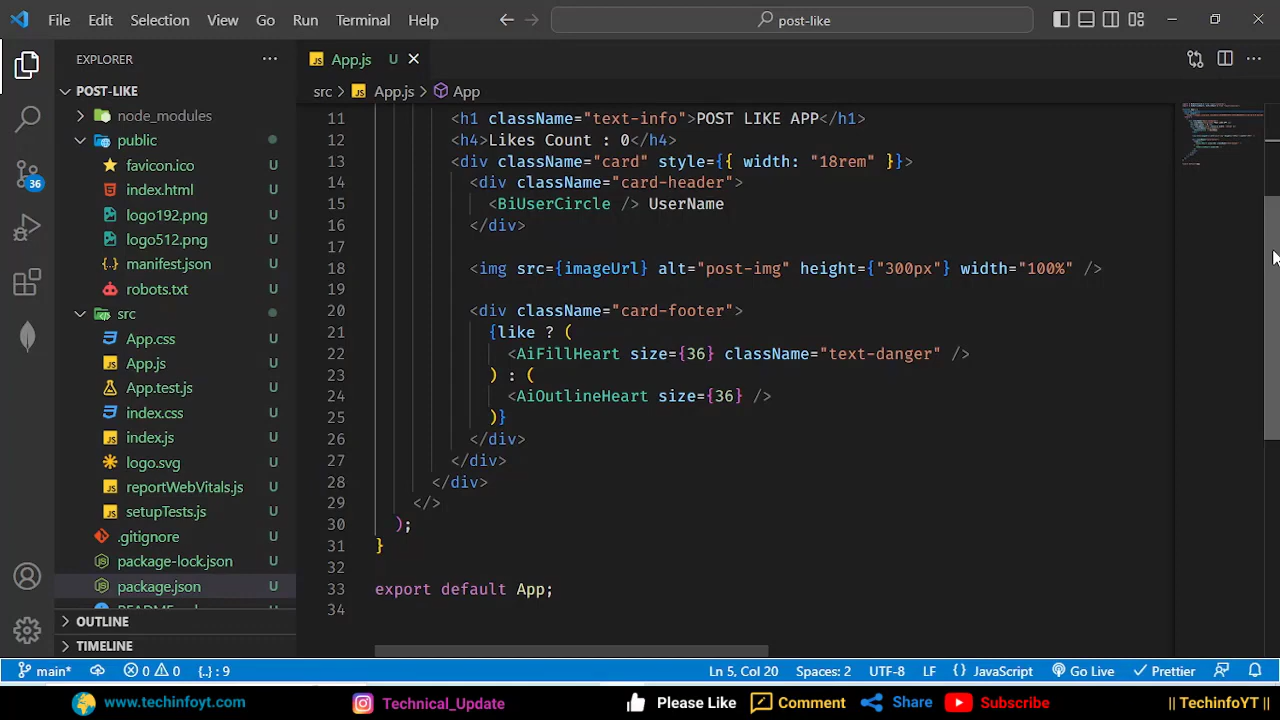 File Edit Selection View Go Run Terminal Help post-like
EXPLORER
POST-LIKE
node_modules
public
favicon.ico
index.html
logo192.png
logo512.png
manifest.json
robots.txt
src
App.css U
App.js U
App.test.js U
index.css U
index.js U
logo.svg U
reportWebVitals.js U
setupTests.js U
.gitignore U
package-lock.json U
package.json U
OUTLINE
TIMELINE
36
App.js U
src > App.js > App
11 <h1 className="text-info">POST LIKE APP</h1>
12 <h4>Likes Count : 0</h4>
13 <div className="card" style={{ width: "18rem" }}>
14 <div className="card-header">
15 <BiUserCircle /> UserName
16 </div>
17
18 <img src={imageUrl} alt="post-img" height={"300px"} width="100%" />
19
20 <div className="card-footer">
21 {like ? (
22 <AiFillHeart size={36} className="text-danger" />
23 ) : (
24 <AiOutlineHeart size={36} />
25 )}
26 </div>
27 </div>
28 </div>
29 </>
30 );
31 }
32
33 export default App;
34
main* 0 0 {..} : 9 Ln 5, Col 20 Spaces: 2 UTF-8 LF {} JavaScript Go Live Prettier
www.techinfoyt.com Technical_Update Please Like Comment Share Subscribe || TechinfoYT ||